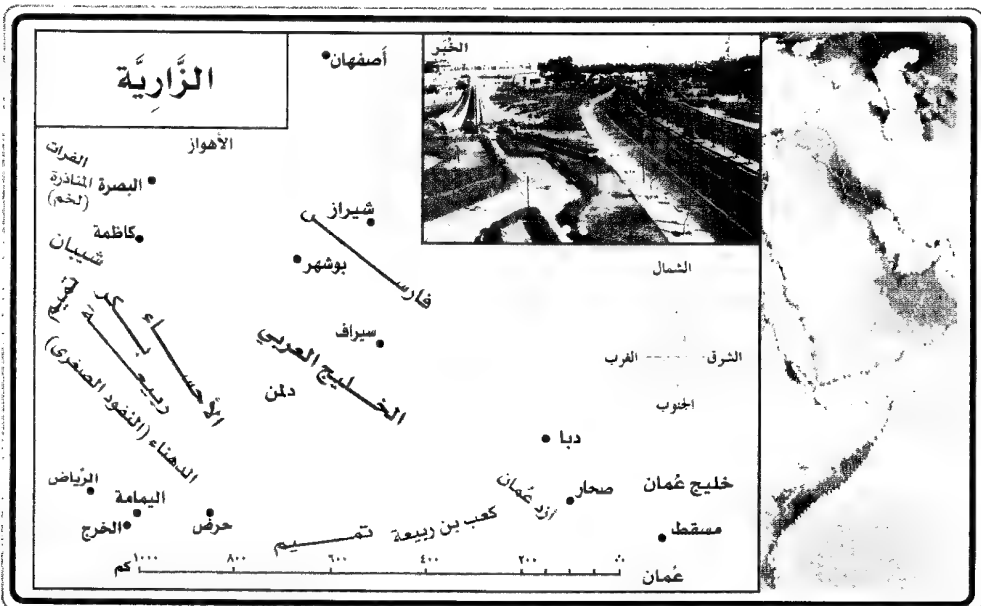 الزَّارِيَّة
الخُبَر
أصفهان
الأهواز
الفرات
البصرة
المناذرة
(لخم)
كاظمة
شيبان
شيراز
بوشهر
فارس
الشمال
تميم
بكر
ربيعة
الأحساء
سيراف
الخليج العربي
الشرق
الغرب
الجنوب
دلمن
الدهناء (النفود الصغرى)
دبا
الرّياض
اليمامة
الخرج
حرض
أزد عُمان
صحار
خليج عُمان
كعب بن ربيعة
تميم
مسقط
عُمان
١٠٠٠ ٨٠٠ ٦٠٠ ٤٠٠ ٢٠٠
كم